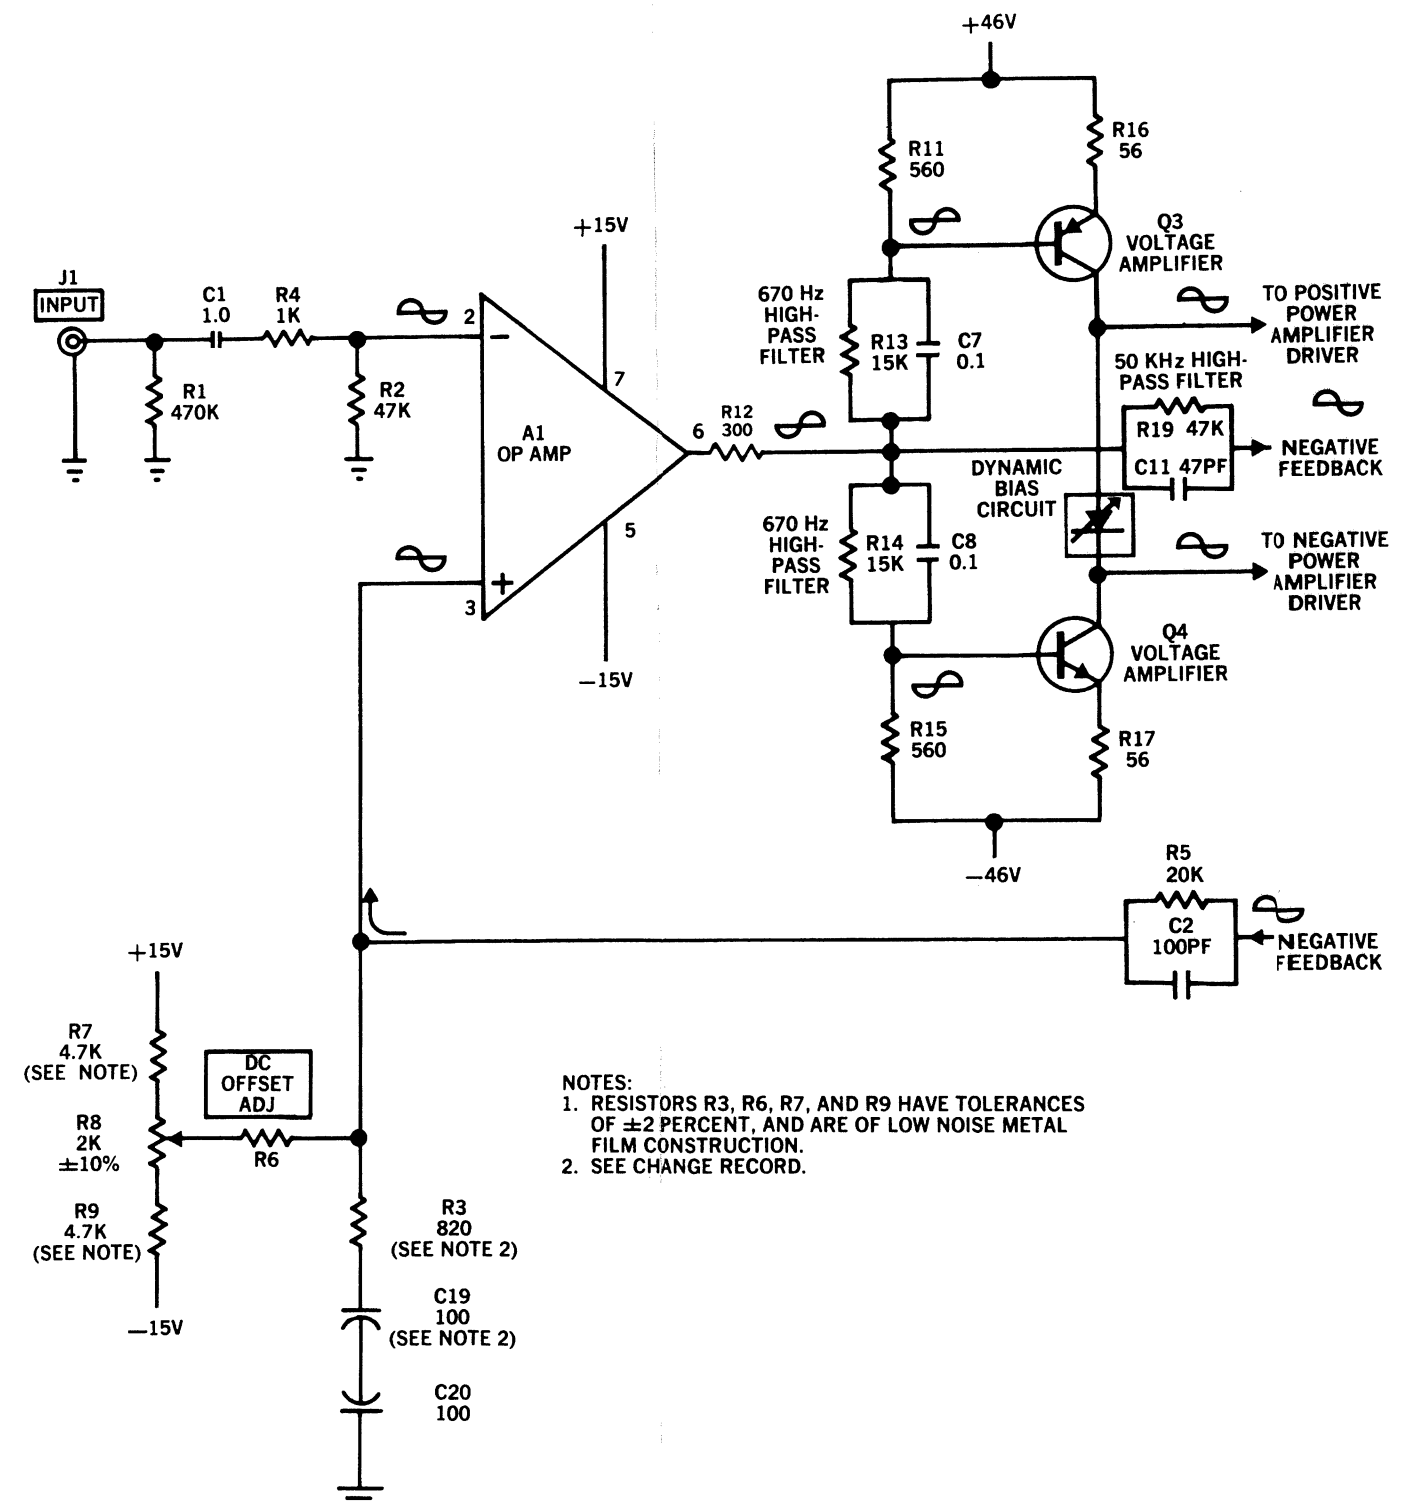 +46V
R16
56
R11
560
Q3
VOLTAGE
AMPLIFIER
+15V
J1
INPUT
C1
1.0
R4
1K
2
−
R1
470K
R2
47K
7
A1
OP AMP
6
R12
300
5
+
3
−15V
670 Hz
HIGH-
PASS
FILTER
R13
15K
C7
0.1
TO POSITIVE
POWER
AMPLIFIER
DRIVER
50 KHz HIGH-
PASS FILTER
R19 47K
C11 47PF
NEGATIVE
FEEDBACK
DYNAMIC
BIAS
CIRCUIT
670 Hz
HIGH-
PASS
FILTER
R14
15K
C8
0.1
TO NEGATIVE
POWER
AMPLIFIER
DRIVER
Q4
VOLTAGE
AMPLIFIER
R15
560
R17
56
−46V
R5
20K
C2
100PF
NEGATIVE
FEEDBACK
+15V
R7
4.7K
(SEE NOTE)
DC
OFFSET
ADJ
R8
2K
±10%
R6
R9
4.7K
(SEE NOTE)
−15V
R3
820
(SEE NOTE 2)
C19
100
(SEE NOTE 2)
C20
100
NOTES:
1. RESISTORS R3, R6, R7, AND R9 HAVE TOLERANCES
OF ±2 PERCENT, AND ARE OF LOW NOISE METAL
FILM CONSTRUCTION.
2. SEE CHANGE RECORD.